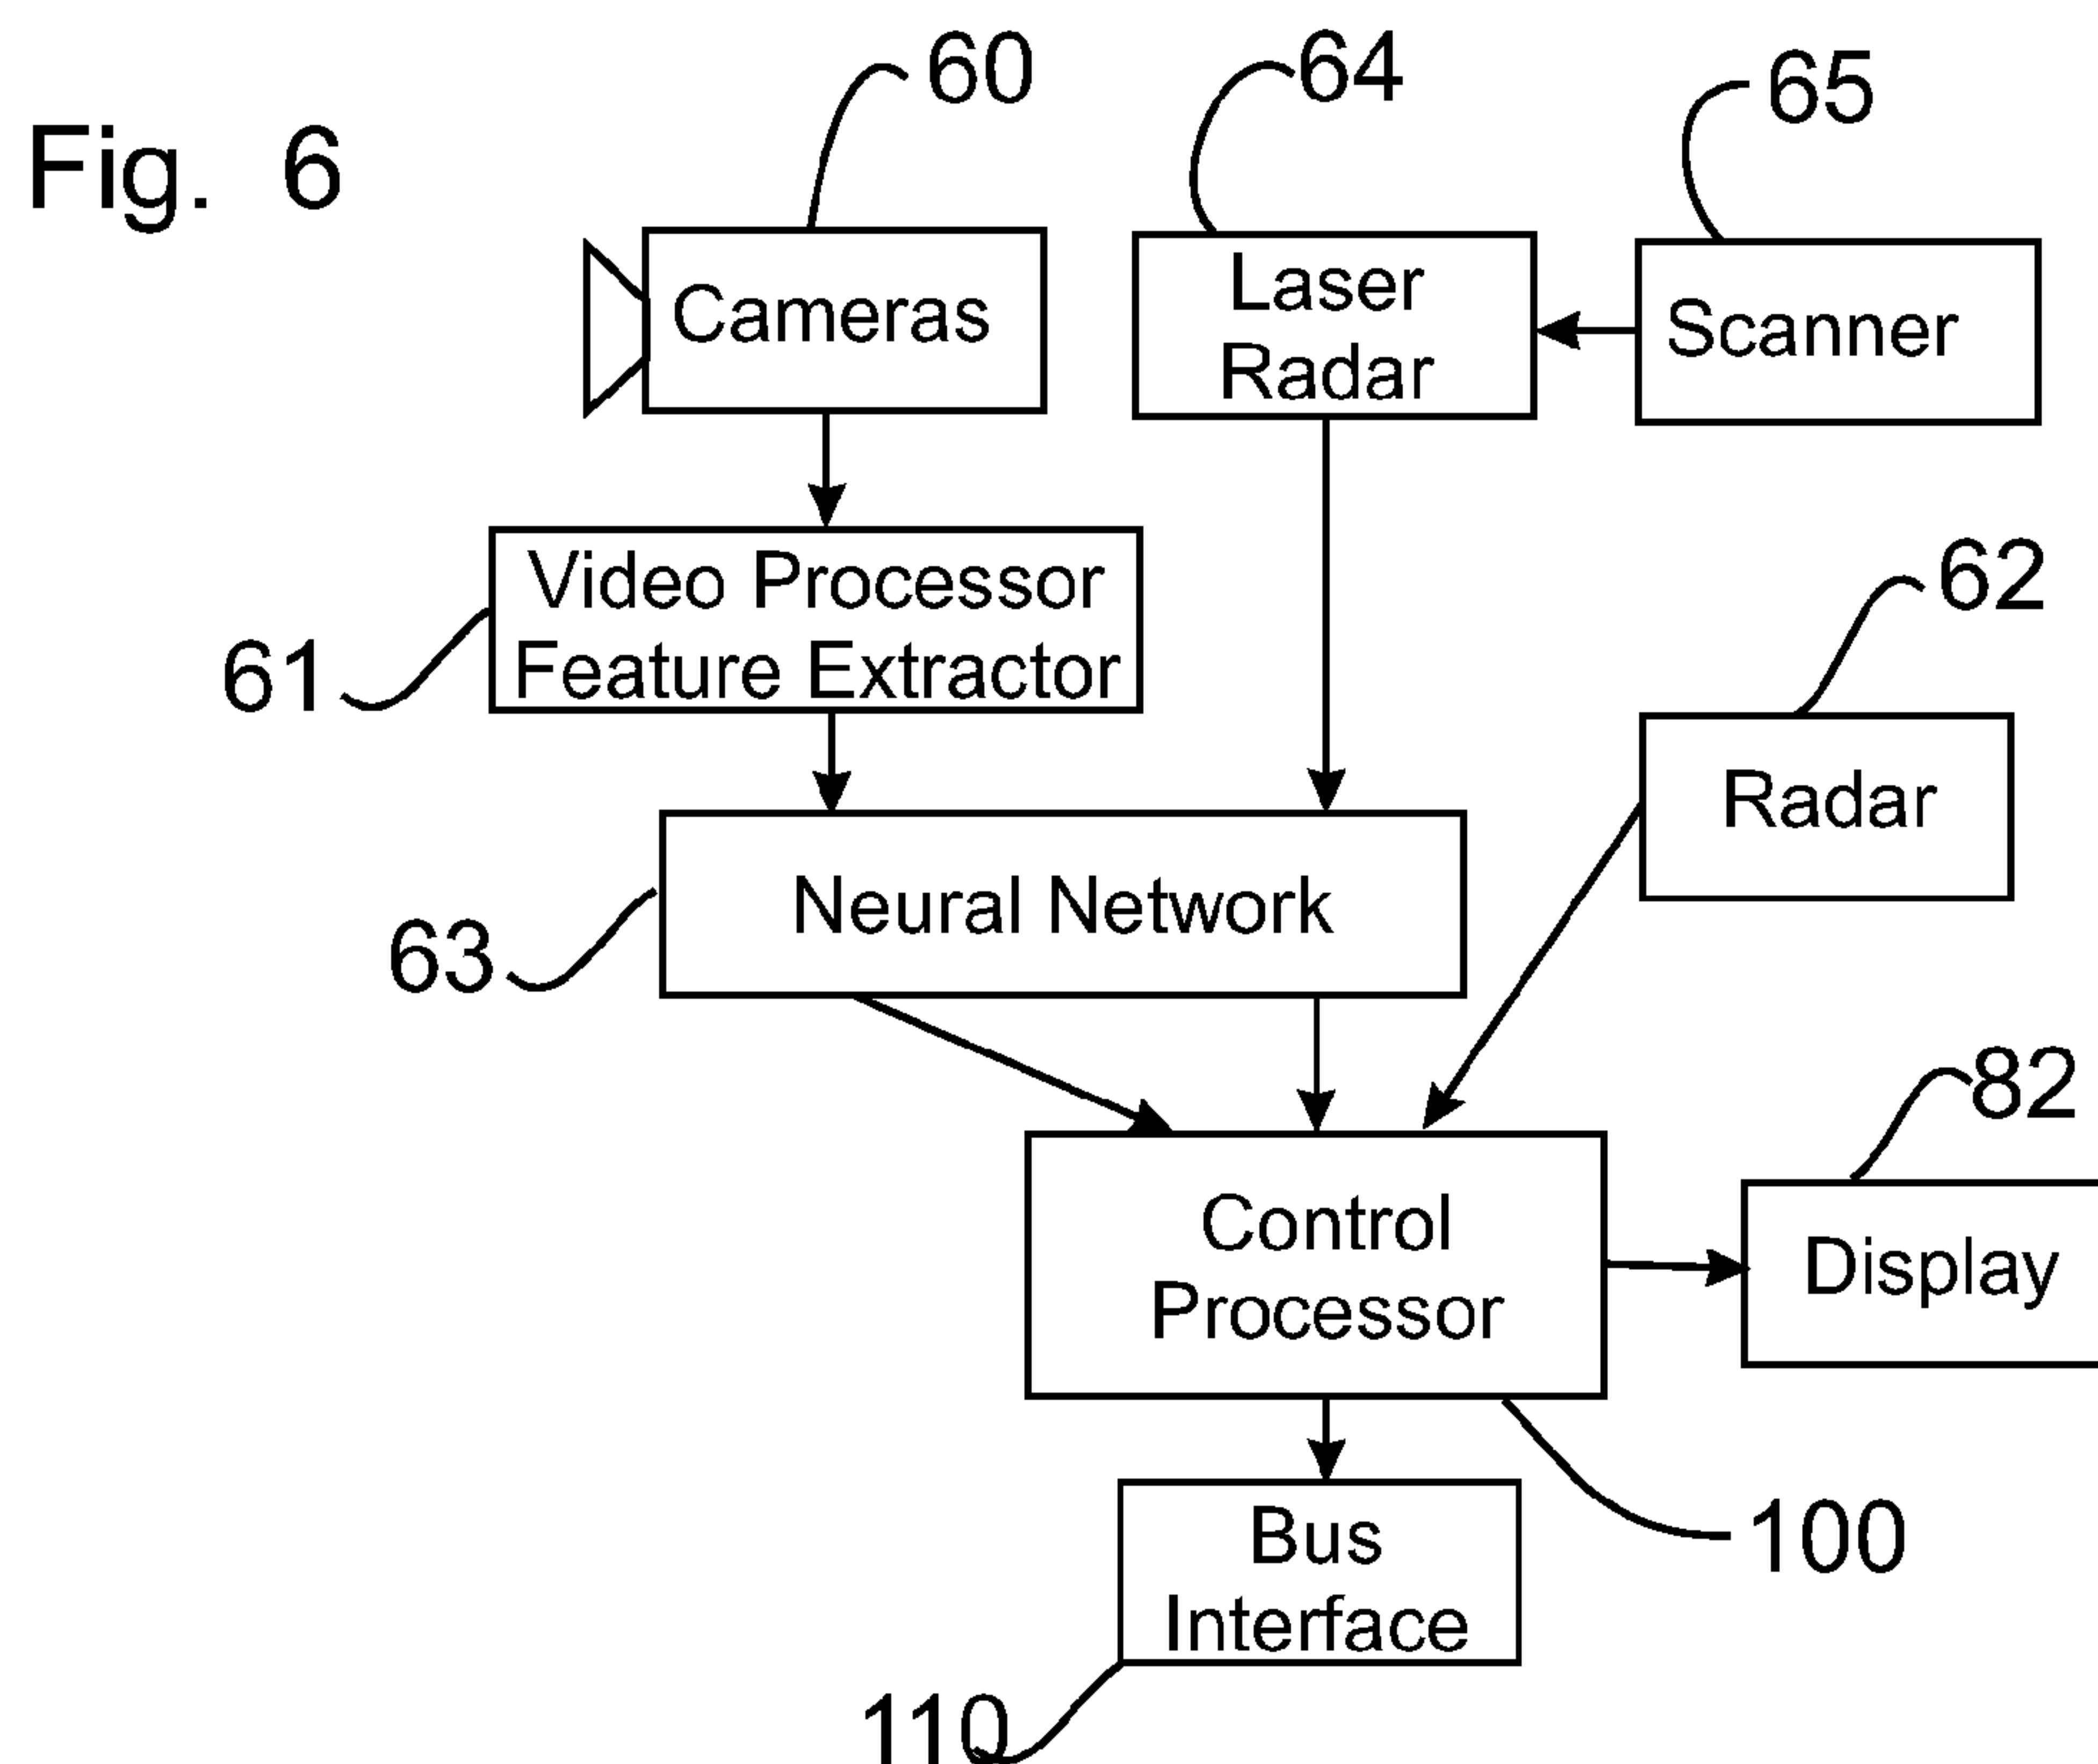 Fig. 6
60
64
65
Cameras
Laser
Radar
Scanner
Video Processor
Feature Extractor
61
62
Radar
Neural Network
63
82
Control
Processor
Display
100
Bus
Interface
110